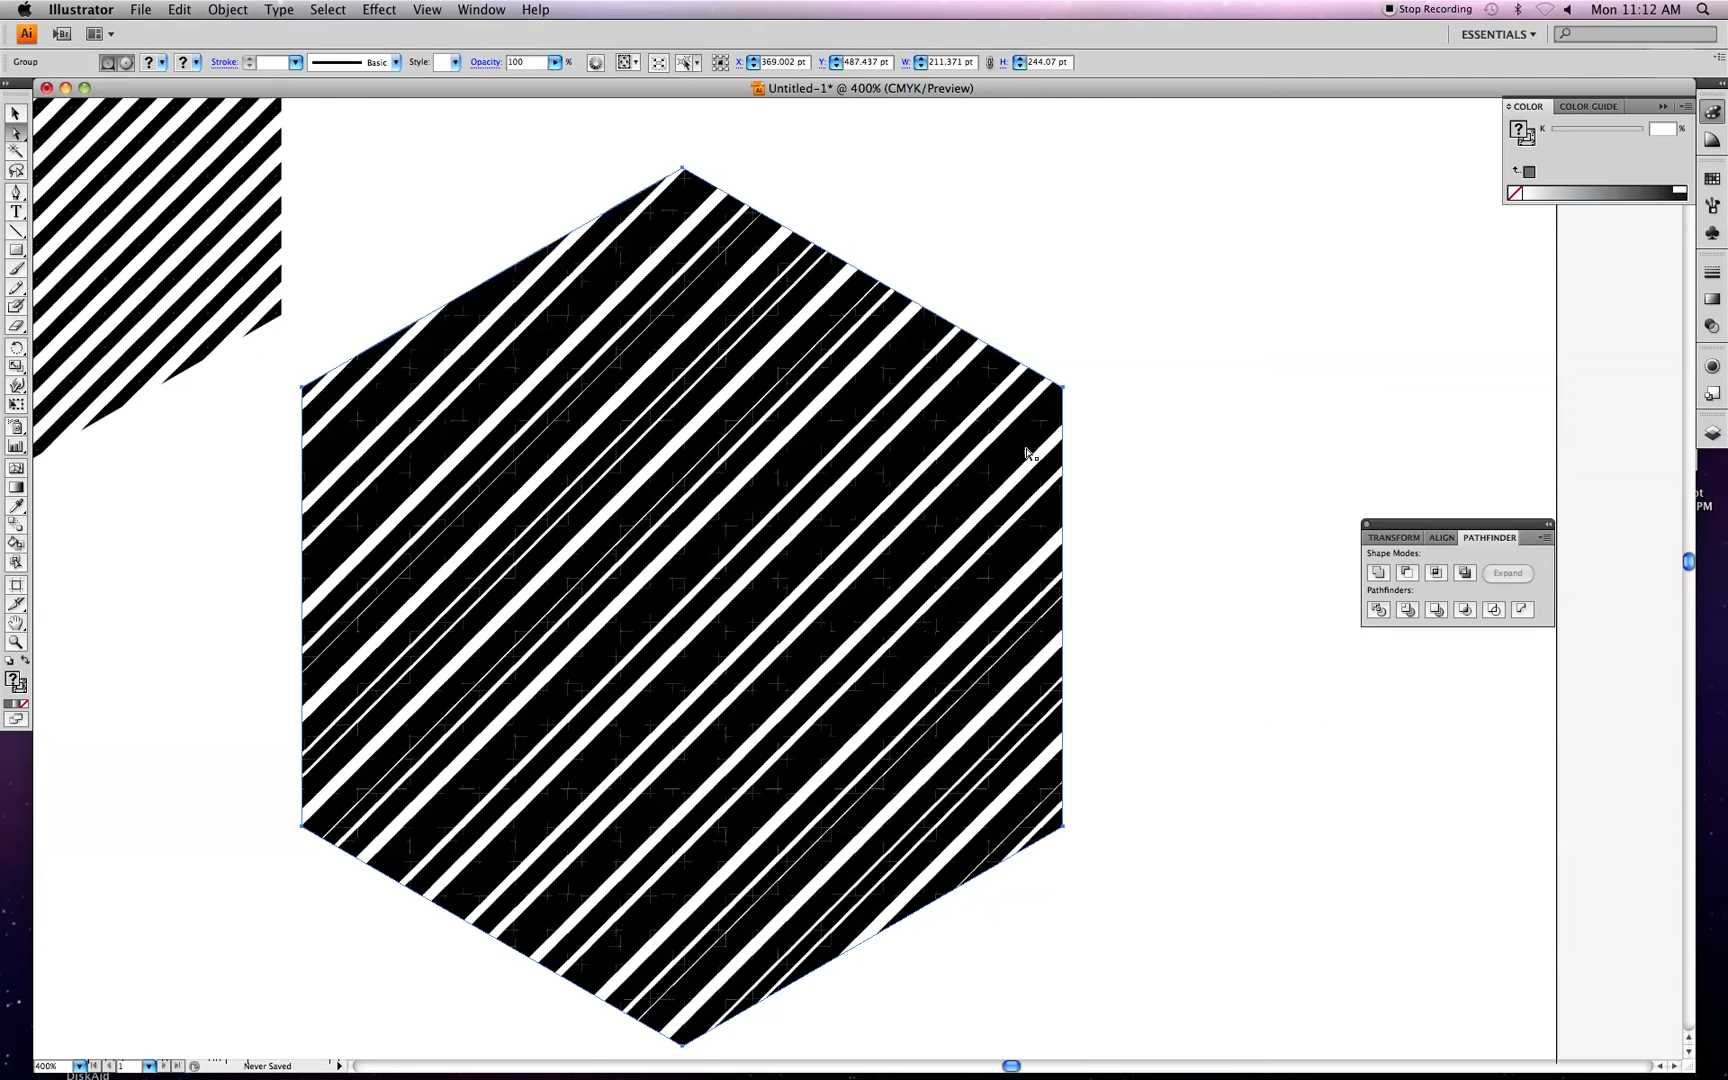 Illustrator File Edit Object Type Select Effect View Window Help Stop Recording Mon 11:12 AM
Ai Br ESSENTIALS
Group ? ? Stroke: Basic Style: Opacity: 100 % X: 369.002 pt Y: 487.437 pt W: 211.371 pt H: 244.07 pt
Untitled-1* @ 400% (CMYK/Preview)
COLOR COLOR GUIDE
? K %
T
PM
TRANSFORM ALIGN PATHFINDER
Shape Modes:
Expand
Pathfinders:
?
400% 1 Never Saved
DiskAid